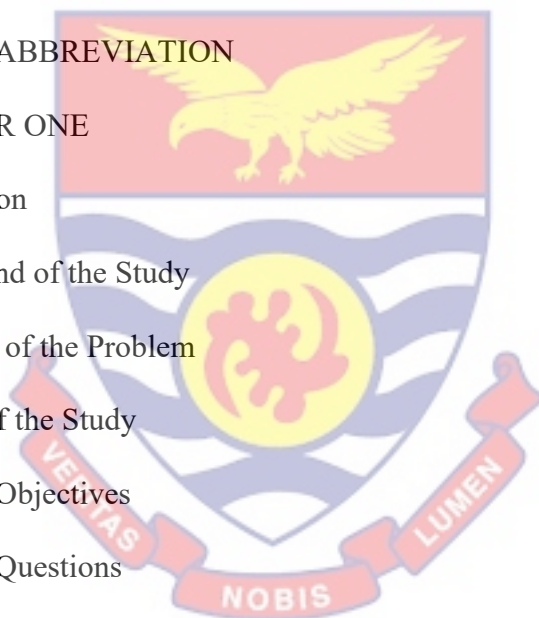 ABBREVIATION
R ONE
on
nd of the Study
of the Problem
f the Study
Objectives
Questions
VERITAS
NOBIS
LUMEN